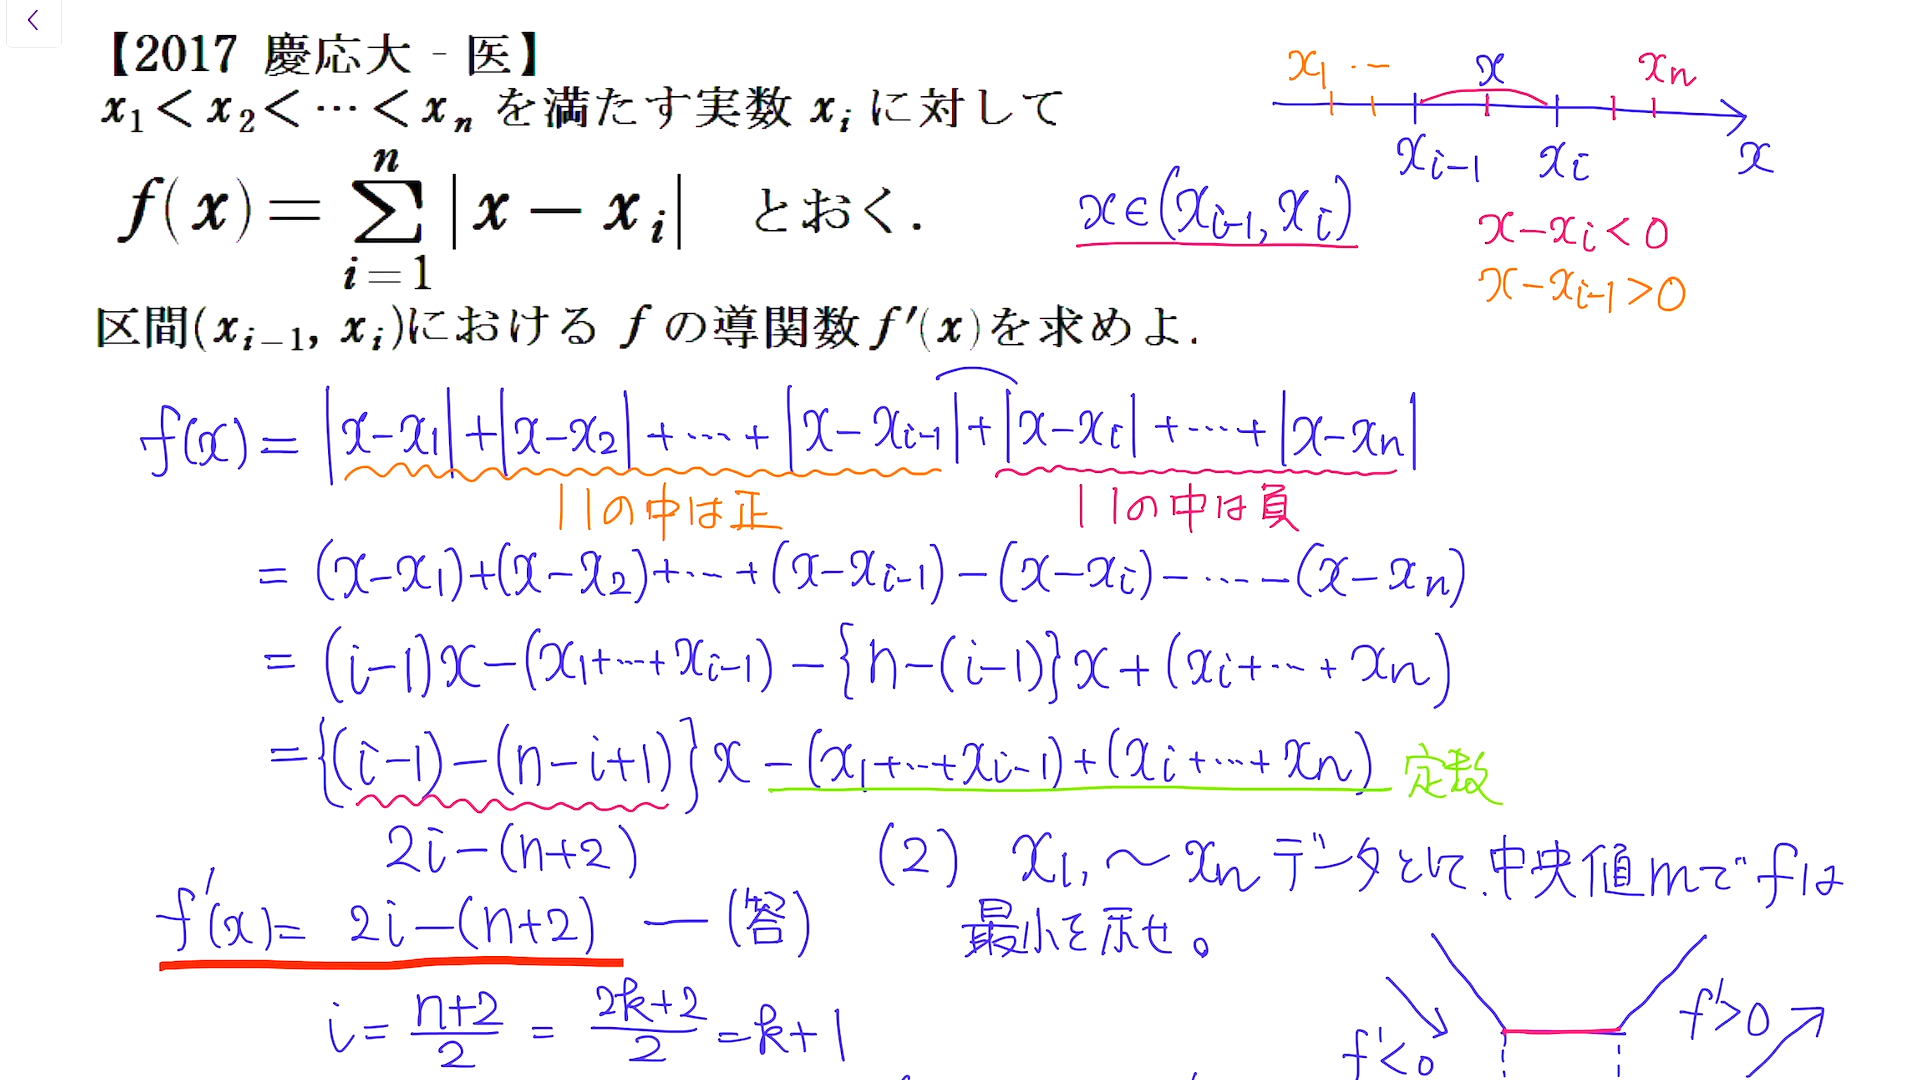 【2017 慶応大 - 医】
x₁ < x₂ < … < xₙ を満たす実数 xᵢ に対して
f(x) = Σ_{i=1}^{n} |x − xᵢ| とおく.
区間(xᵢ₋₁, xᵢ)における f の導関数 f′(x)を求めよ.
x₁ ‥ x xₙ
xᵢ₋₁ xᵢ x
x∈(xᵢ₋₁, xᵢ)
x−xᵢ<0
x−xᵢ₋₁>0
f(x) = |x−x₁|+|x−x₂|+…+|x−xᵢ₋₁|+|x−xᵢ|+…+|x−xₙ|
||の中は正 ||の中は負
= (x−x₁)+(x−x₂)+…+(x−xᵢ₋₁)−(x−xᵢ)−……−(x−xₙ)
= (i−1)x−(x₁+…+xᵢ₋₁)−{n−(i−1)}x+(xᵢ+…+xₙ)
={(i−1)−(n−i+1)}x−(x₁+…+xᵢ₋₁)+(xᵢ+…+xₙ) 定数
2i−(n+2)
f′(x)= 2i−(n+2) —(答)
(2) x₁,〜xₙデータとして.中央値mでfは
最小を示せ。
i = (n+2)/2 = (2k+2)/2 = k+1
f′<0 f′>0